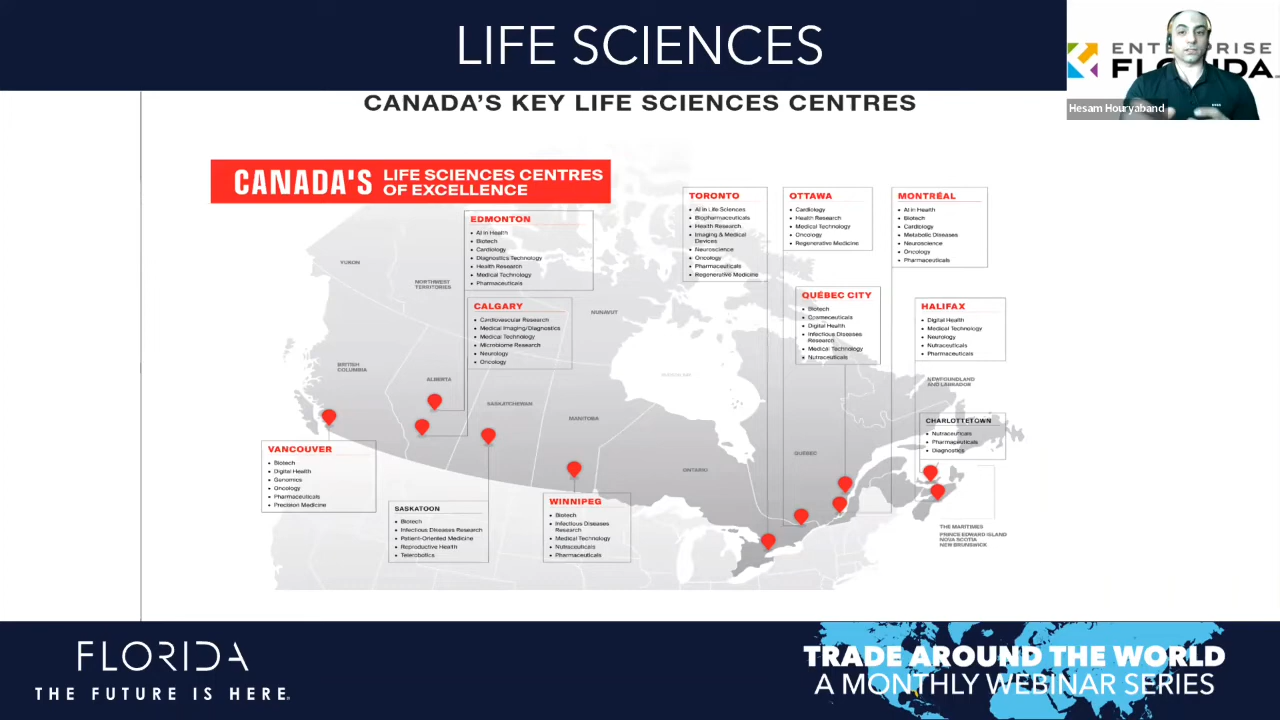 LIFE SCIENCES
ENTERPRISE
FLORIDA
Hesam Houryaband
CANADA'S KEY LIFE SCIENCES CENTRES
CANADA'S LIFE SCIENCES CENTRES
OF EXCELLENCE
EDMONTON
• AI in Health
• Biotech
• Cardiology
• Diagnostics Technology
• Health Research
• Medical Technology
• Pharmaceuticals
CALGARY
• Cardiovascular Research
• Medical Imaging/Diagnostics
• Medical Technology
• Microbiome Research
• Neurology
• Oncology
TORONTO
• AI in Life Sciences
• Biopharmaceuticals
• Health Research
• Imaging & Medical
Devices
• Neuroscience
• Oncology
• Pharmaceuticals
• Regenerative Medicine
OTTAWA
• Cardiology
• Health Research
• Medical Technology
• Oncology
• Regenerative Medicine
MONTRÉAL
• AI in Health
• Biotech
• Cardiology
• Metabolic Diseases
• Neuroscience
• Oncology
• Pharmaceuticals
QUÉBEC CITY
• Biotech
• Cosmeceuticals
• Digital Health
• Infectious Diseases
Research
• Medical Technology
• Nutraceuticals
HALIFAX
• Digital Health
• Medical Technology
• Neurology
• Nutraceuticals
• Pharmaceuticals
CHARLOTTETOWN
• Nutraceuticals
• Pharmaceuticals
• Diagnostics
VANCOUVER
• Biotech
• Digital Health
• Genomics
• Oncology
• Pharmaceuticals
• Precision Medicine
SASKATOON
• Biotech
• Infectious Diseases Research
• Patient-Oriented Medicine
• Reproductive Health
• Telerobotics
WINNIPEG
• Biotech
• Infectious Diseases
Research
• Medical Technology
• Nutraceuticals
• Pharmaceuticals
YUKON
NORTHWEST
TERRITORIES
NUNAVUT
BRITISH
COLUMBIA
ALBERTA
SASKATCHEWAN
MANITOBA
ONTARIO
QUÉBEC
NEWFOUNDLAND
AND LABRADOR
THE MARITIMES
PRINCE EDWARD ISLAND
NOVA SCOTIA
NEW BRUNSWICK
FLORIDA
THE FUTURE IS HERE.
TRADE AROUND THE WORLD
A MONTHLY WEBINAR SERIES